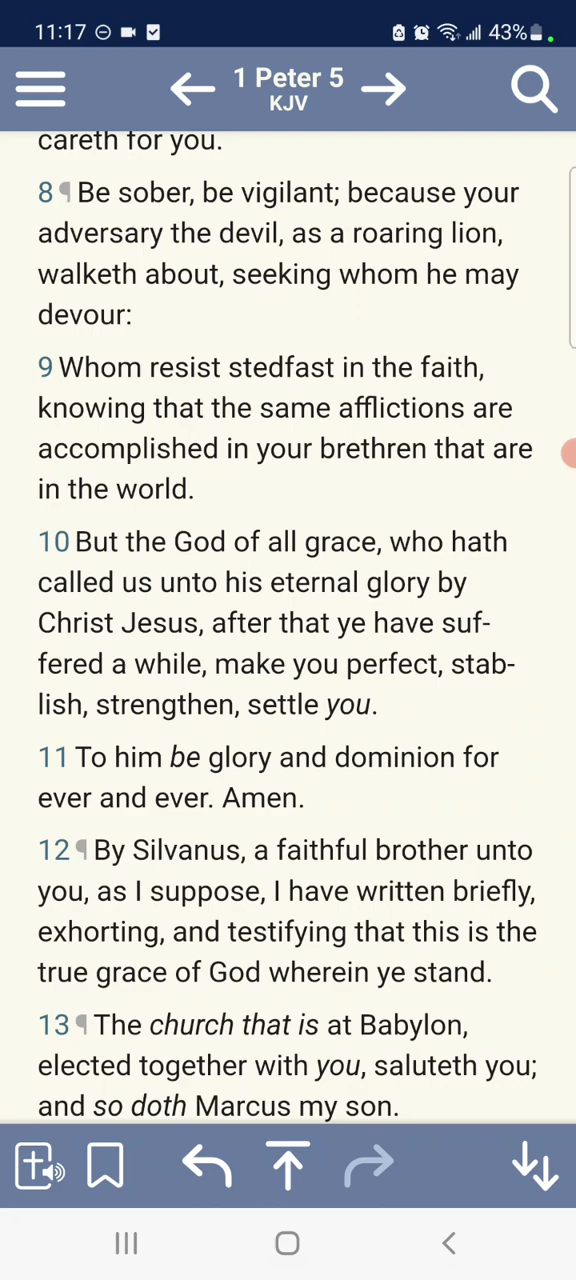 11:17 43%
1 Peter 5
KJV
careth for you.
8 ¶ Be sober, be vigilant; because your
adversary the devil, as a roaring lion,
walketh about, seeking whom he may
devour:
9 Whom resist stedfast in the faith,
knowing that the same afflictions are
accomplished in your brethren that are
in the world.
10 But the God of all grace, who hath
called us unto his eternal glory by
Christ Jesus, after that ye have suf-
fered a while, make you perfect, stab-
lish, strengthen, settle you.
11 To him be glory and dominion for
ever and ever. Amen.
12 ¶ By Silvanus, a faithful brother unto
you, as I suppose, I have written briefly,
exhorting, and testifying that this is the
true grace of God wherein ye stand.
13 ¶ The church that is at Babylon,
elected together with you, saluteth you;
and so doth Marcus my son.